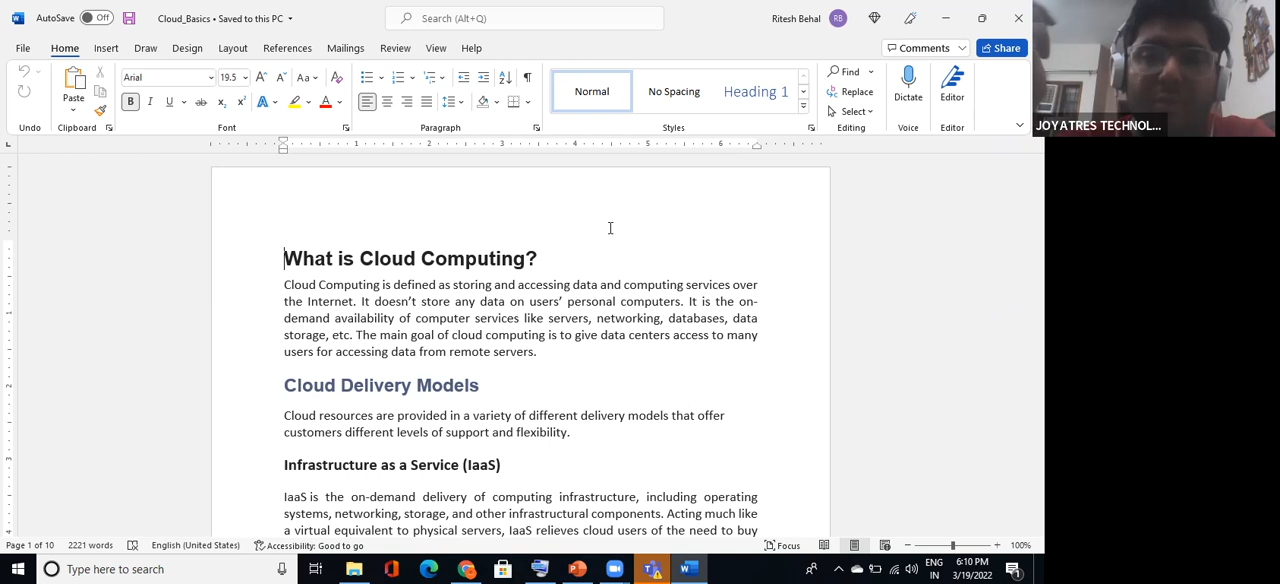 AutoSave Off Cloud_Basics • Saved to this PC Search (Alt+Q) Ritesh Behal RB
File Home Insert Draw Design Layout References Mailings Review View Help Comments Share
Arial 19.5 Aa Normal No Spacing Heading 1 Find Replace Select
Paste Dictate Editor
Undo Clipboard Font Paragraph Styles Editing Voice Editor
JOYATRES TECHNOL...
1 2 3 4 5 6
What is Cloud Computing?
Cloud Computing is defined as storing and accessing data and computing services over
the Internet. It doesn't store any data on users' personal computers. It is the on-
demand availability of computer services like servers, networking, databases, data
storage, etc. The main goal of cloud computing is to give data centers access to many
users for accessing data from remote servers.
Cloud Delivery Models
Cloud resources are provided in a variety of different delivery models that offer
customers different levels of support and flexibility.
Infrastructure as a Service (IaaS)
IaaS is the on-demand delivery of computing infrastructure, including operating
systems, networking, storage, and other infrastructural components. Acting much like
a virtual equivalent to physical servers, IaaS relieves cloud users of the need to buy
Page 1 of 10 2221 words English (United States) Accessibility: Good to go Focus 100%
Type here to search ENG IN 6:10 PM 3/19/2022 1